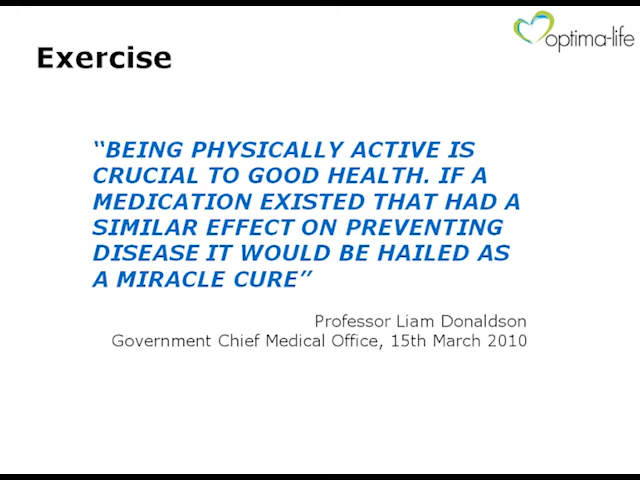 optima-life
Exercise
“BEING PHYSICALLY ACTIVE IS
CRUCIAL TO GOOD HEALTH. IF A
MEDICATION EXISTED THAT HAD A
SIMILAR EFFECT ON PREVENTING
DISEASE IT WOULD BE HAILED AS
A MIRACLE CURE”
Professor Liam Donaldson
Government Chief Medical Office, 15th March 2010